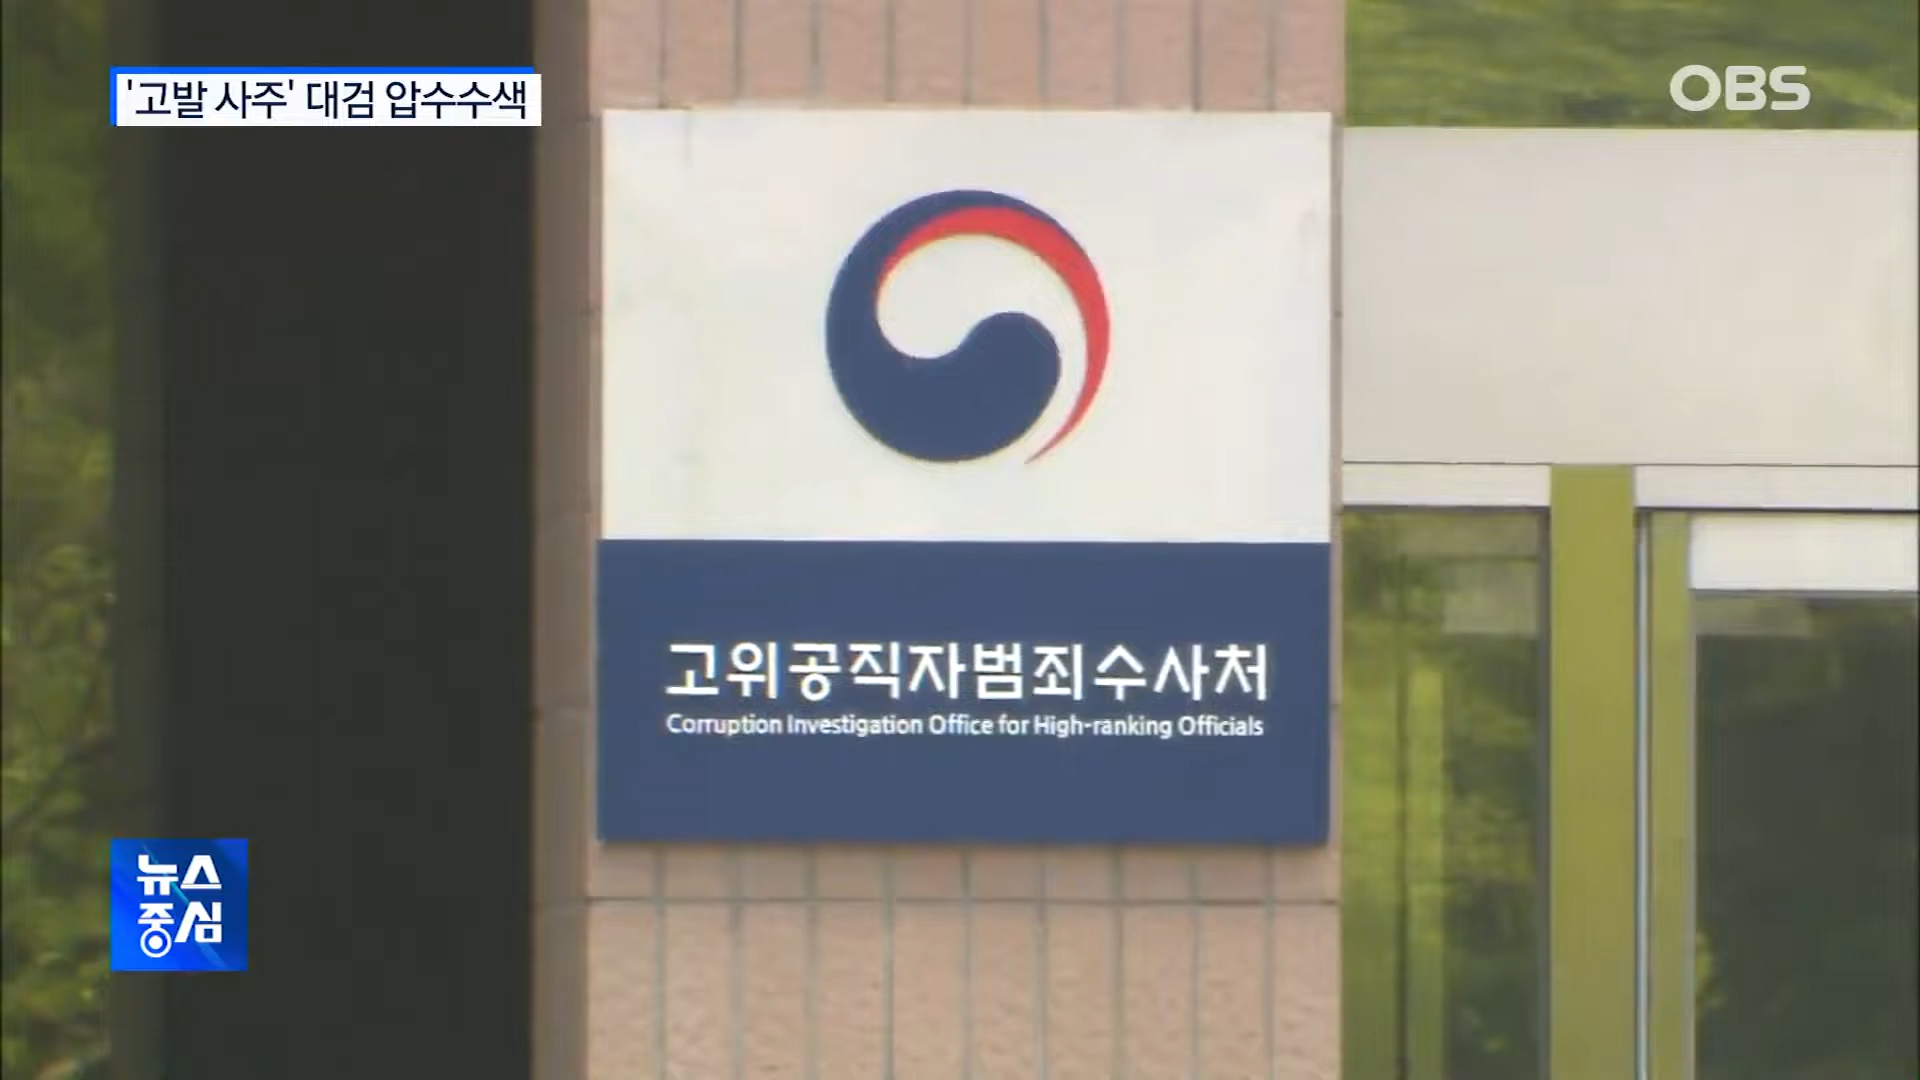 '고발 사주' 대검 압수수색
OBS
고위공직자범죄수사처
Corruption Investigation Office for High-ranking Officials
뉴스
중심